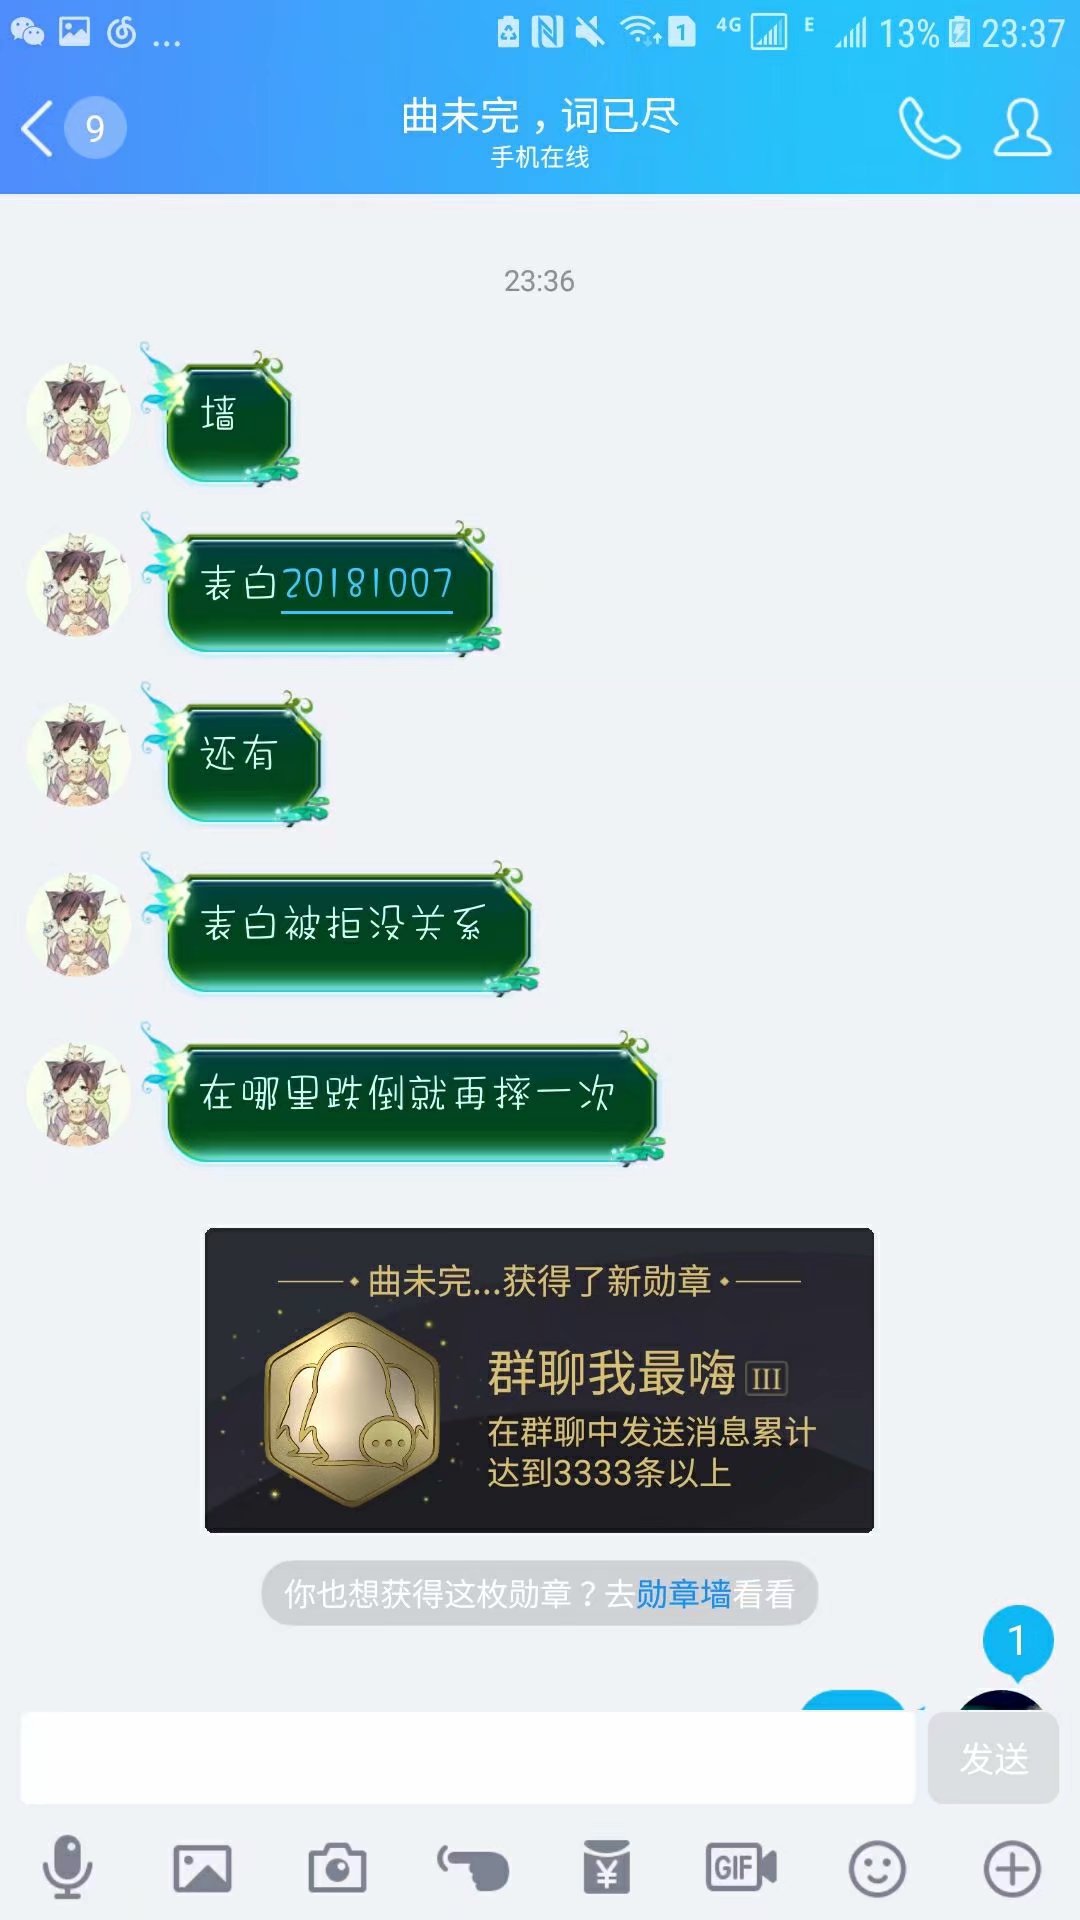 ... 1 4G E 13% 23:37
9 曲未完，词已尽
手机在线
23:36
墙
表白20181007
还有
表白被拒没关系
在哪里跌倒就再摔一次
曲未完...获得了新勋章
群聊我最嗨 III
在群聊中发送消息累计
达到3333条以上
你也想获得这枚勋章？去勋章墙看看
1
发送
¥ GIF